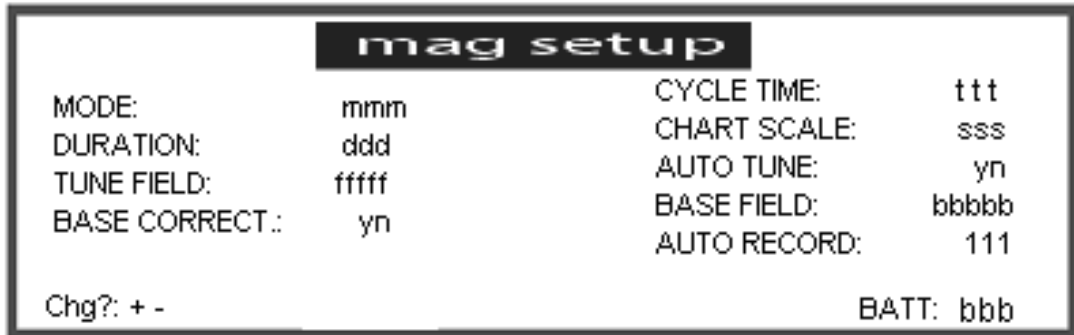 mag setup
MODE: mmm
DURATION: ddd
TUNE FIELD: fffff
BASE CORRECT.: yn
CYCLE TIME: ttt
CHART SCALE: sss
AUTO TUNE: yn
BASE FIELD: bbbbb
AUTO RECORD: 111
Chg?: + -
BATT: bbb